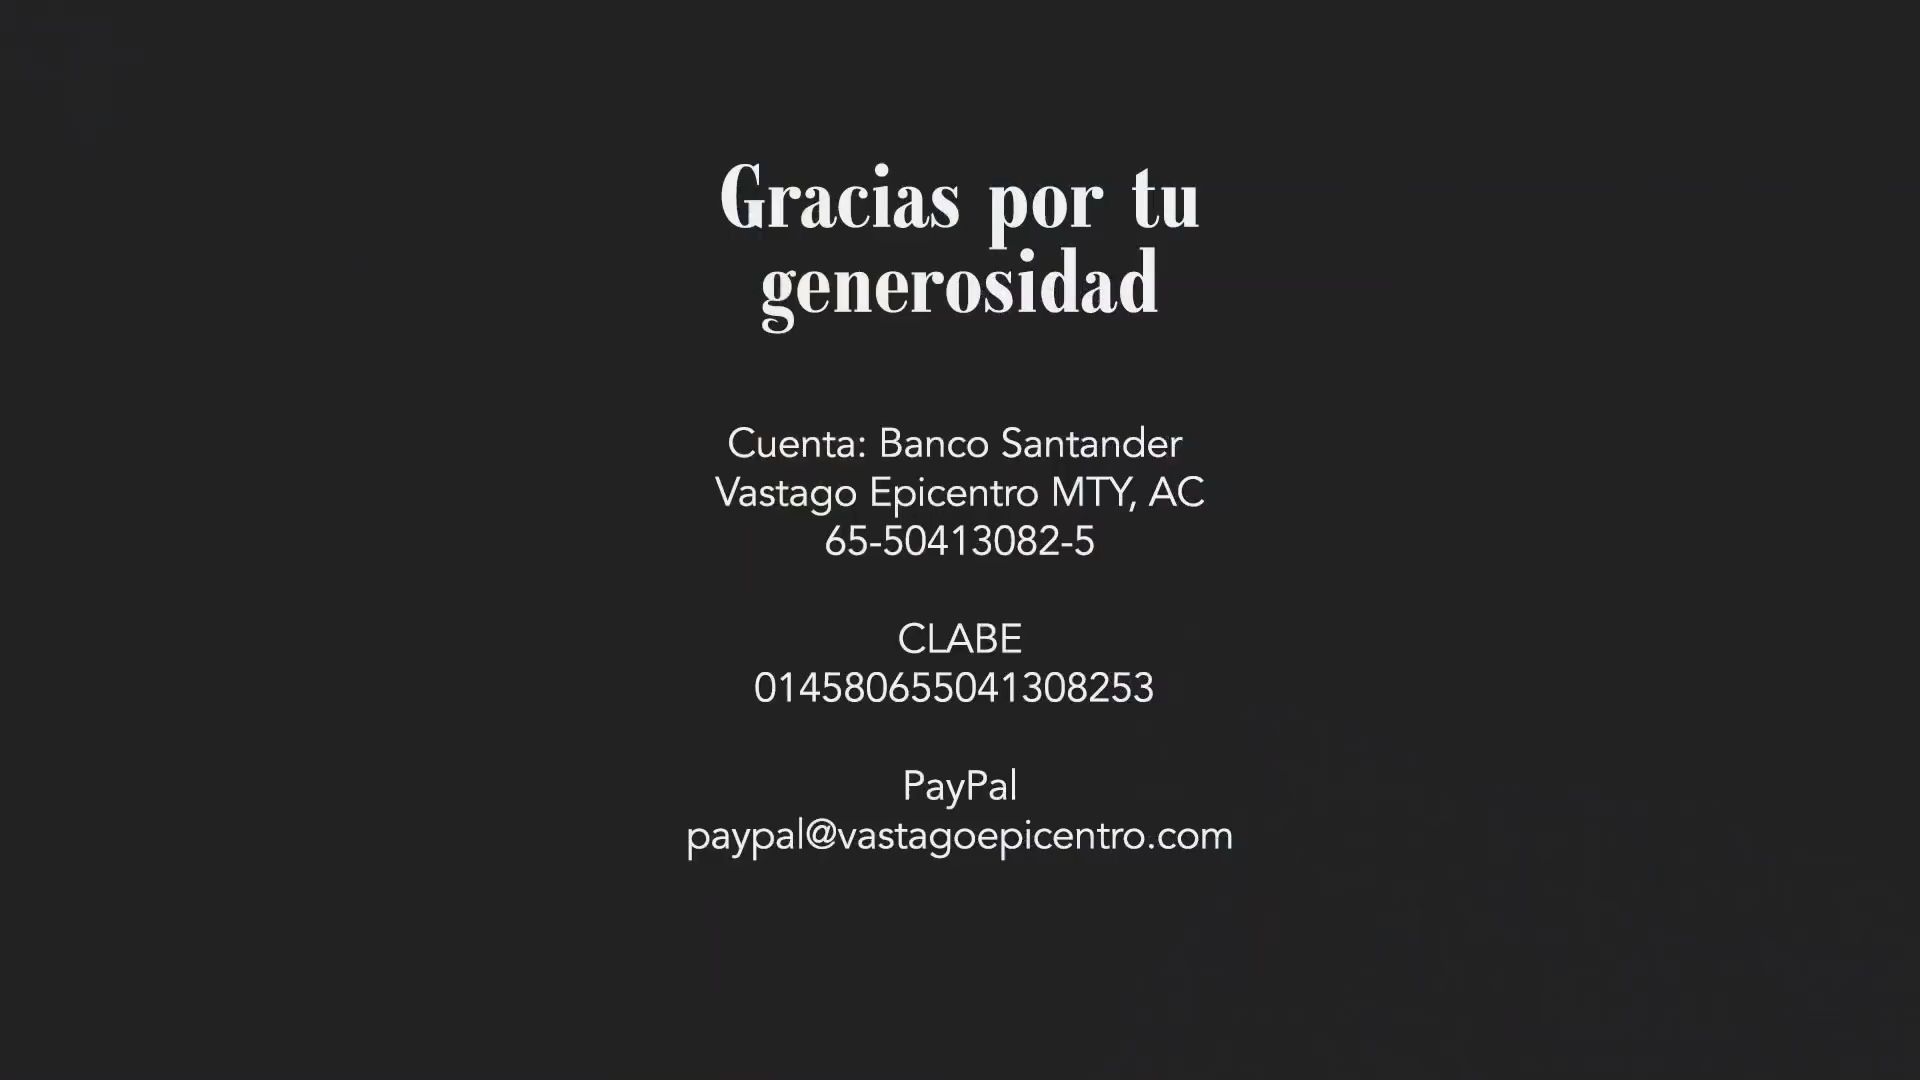 Gracias por tu
generosidad
Cuenta: Banco Santander
Vastago Epicentro MTY, AC
65-50413082-5
CLABE
014580655041308253
PayPal
paypal@vastagoepicentro.com